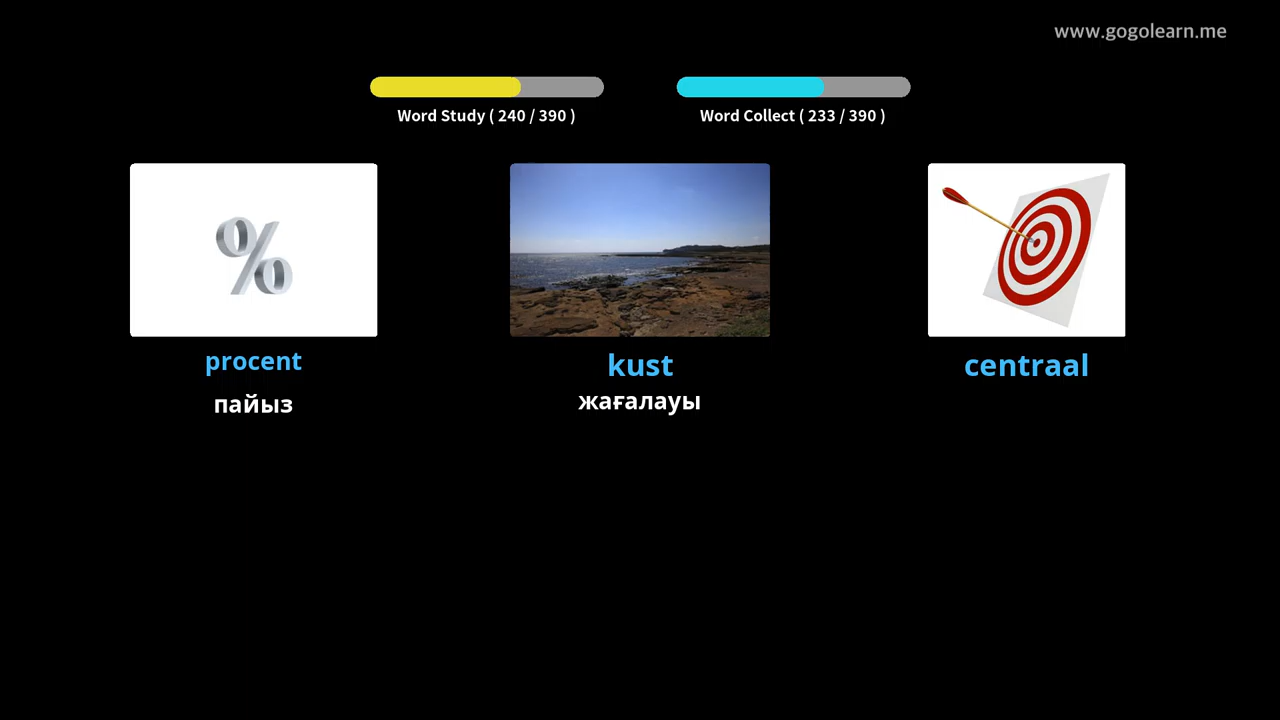 www.gogolearn.me
Word Study ( 240 / 390 )
Word Collect ( 233 / 390 )
%
procent
kust
centraal
пайыз
жағалауы